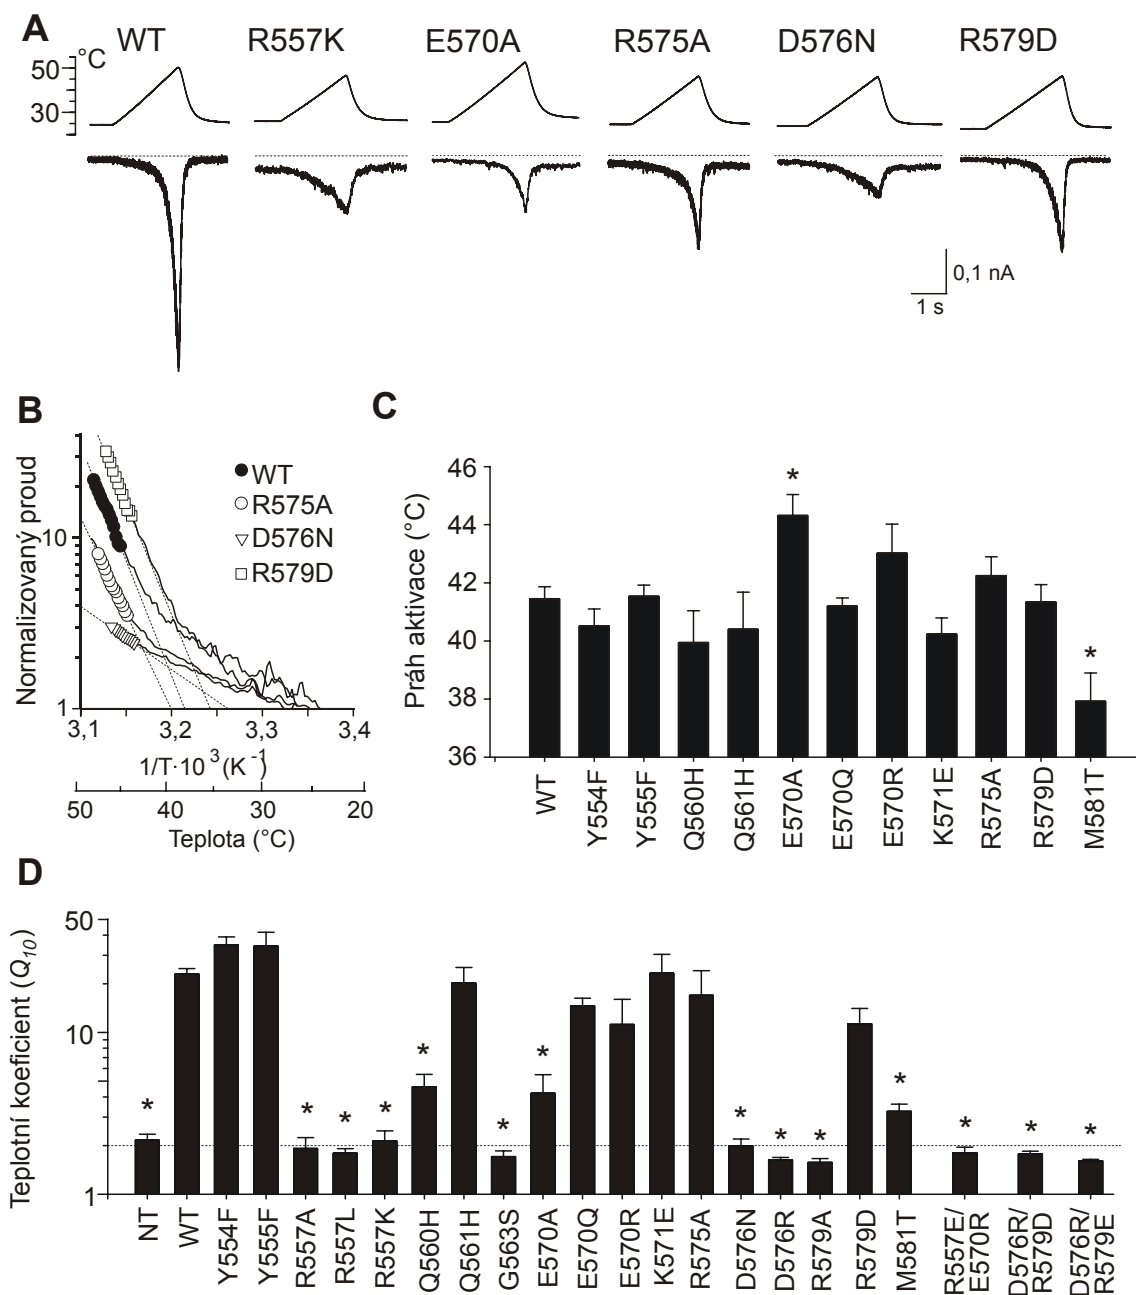 A
WT R557K E570A R575A D576N R579D
°C
50
30
0,1 nA
1 s
B
Normalizovaný proud
10
1
WT
R575A
D576N
R579D
3,1 3,2 3,3 3,4
1/T·10³(K⁻¹)
50 40 30 20
Teplota (°C)
C
Práh aktivace (°C)
46
44
42
40
38
36
* *
WT Y554F Y555F Q560H Q561H E570A E570Q E570R K571E R575A R579D M581T
D
Teplotní koeficient (Q₁₀)
50
10
1
* * * * * * * * * * * * * *
NT WT Y554F Y555F R557A R557L R557K Q560H Q561H G563S E570A E570Q E570R K571E R575A D576N D576R R579A R579D M581T R557E/ D576R/ D576R/
E570R R579D R579E